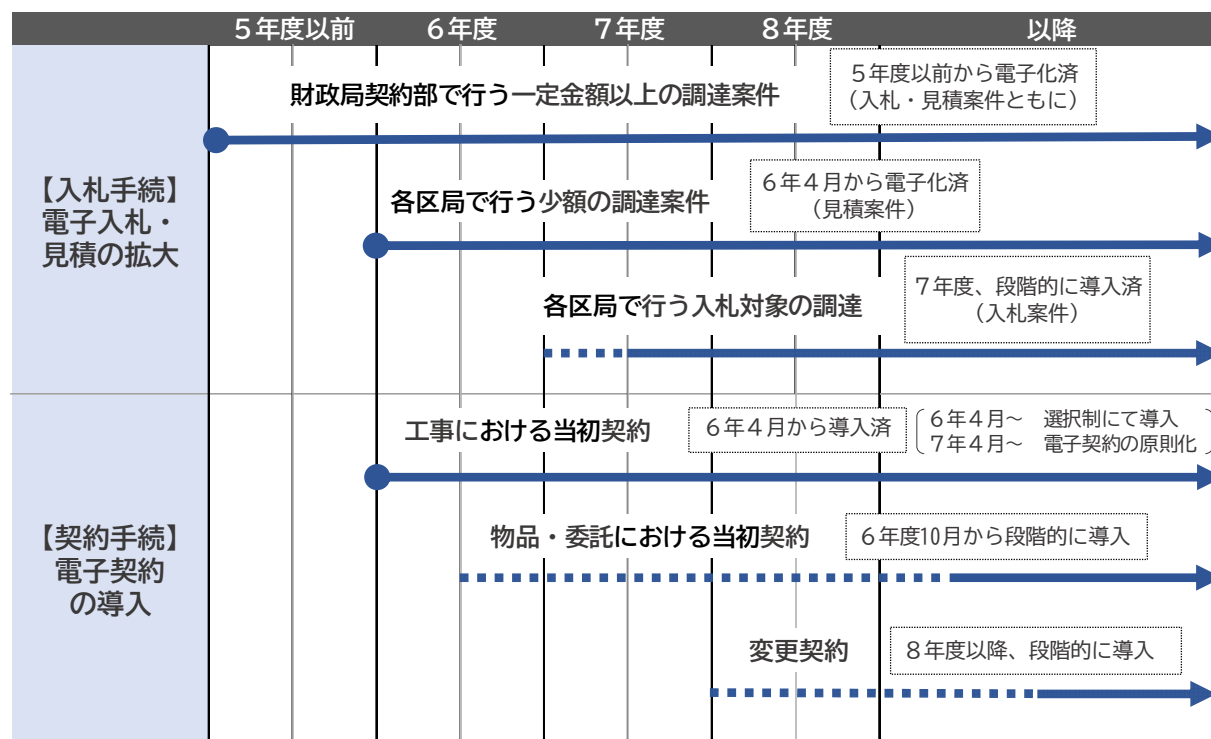 ５年度以前
６年度
７年度
８年度
以降
【入札手続】
電子入札・
見積の拡大
財政局契約部で行う一定金額以上の調達案件
５年度以前から電子化済
（入札・見積案件ともに）
各区局で行う少額の調達案件
６年４月から電子化済
（見積案件）
各区局で行う入札対象の調達
７年度、段階的に導入済
（入札案件）
【契約手続】
電子契約
の導入
工事における当初契約
６年４月から導入済
６年４月～　選択制にて導入
７年４月～　電子契約の原則化
物品・委託における当初契約
６年度10月から段階的に導入
変更契約
８年度以降、段階的に導入